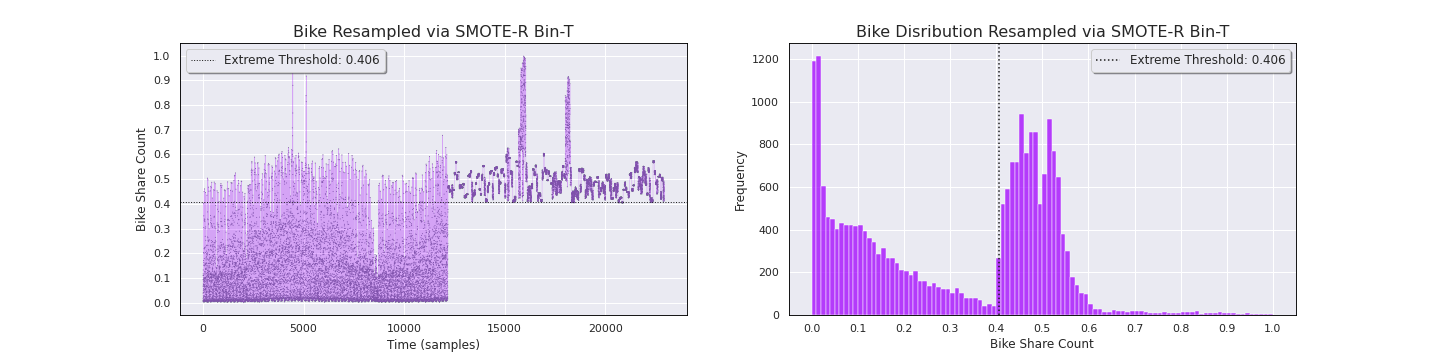 Bike Resampled via SMOTE-R Bin-T
Extreme Threshold: 0.406
Bike Share Count
1.0
0.9
0.8
0.7
0.6
0.5
0.4
0.3
0.2
0.1
0.0
0 5000 10000 15000 20000
Time (samples)
Bike Disribution Resampled via SMOTE-R Bin-T
Extreme Threshold: 0.406
Frequency
1200
1000
800
600
400
200
0
0.0 0.1 0.2 0.3 0.4 0.5 0.6 0.7 0.8 0.9 1.0
Bike Share Count